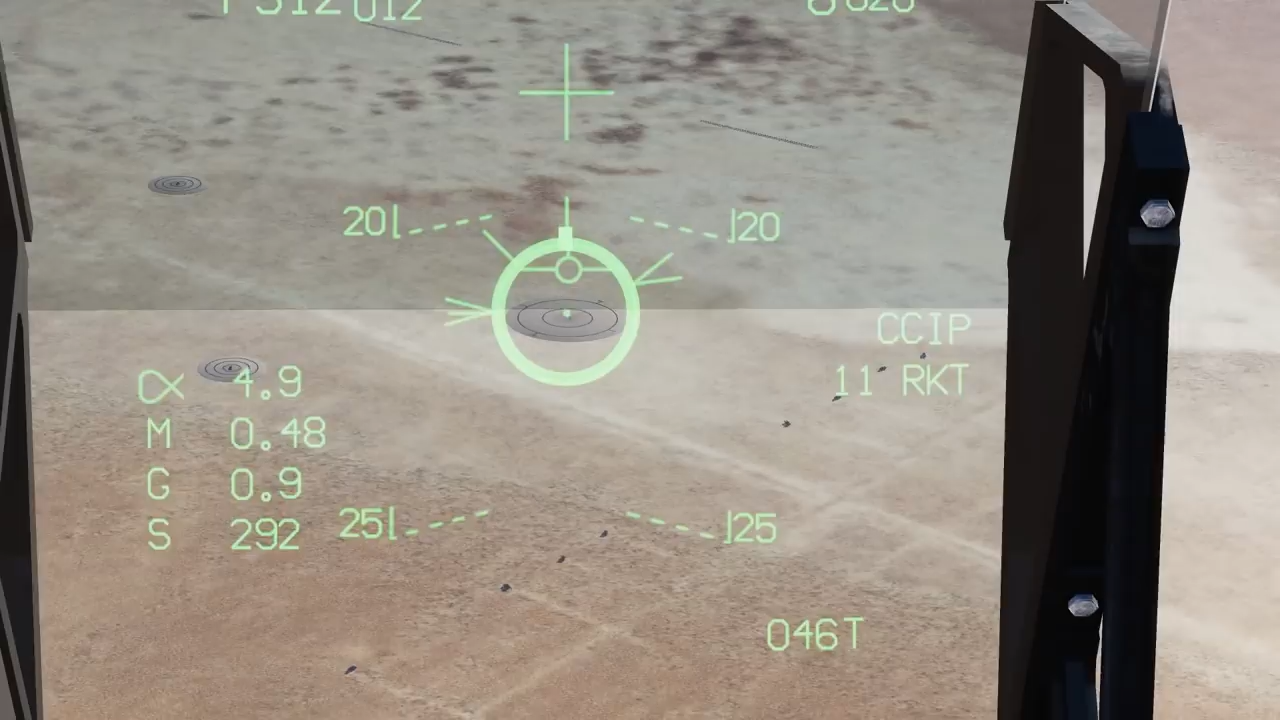 20 20
CCIP
α 4.9 11 RKT
M 0.48
G 0.9
S 292 25 25
046T